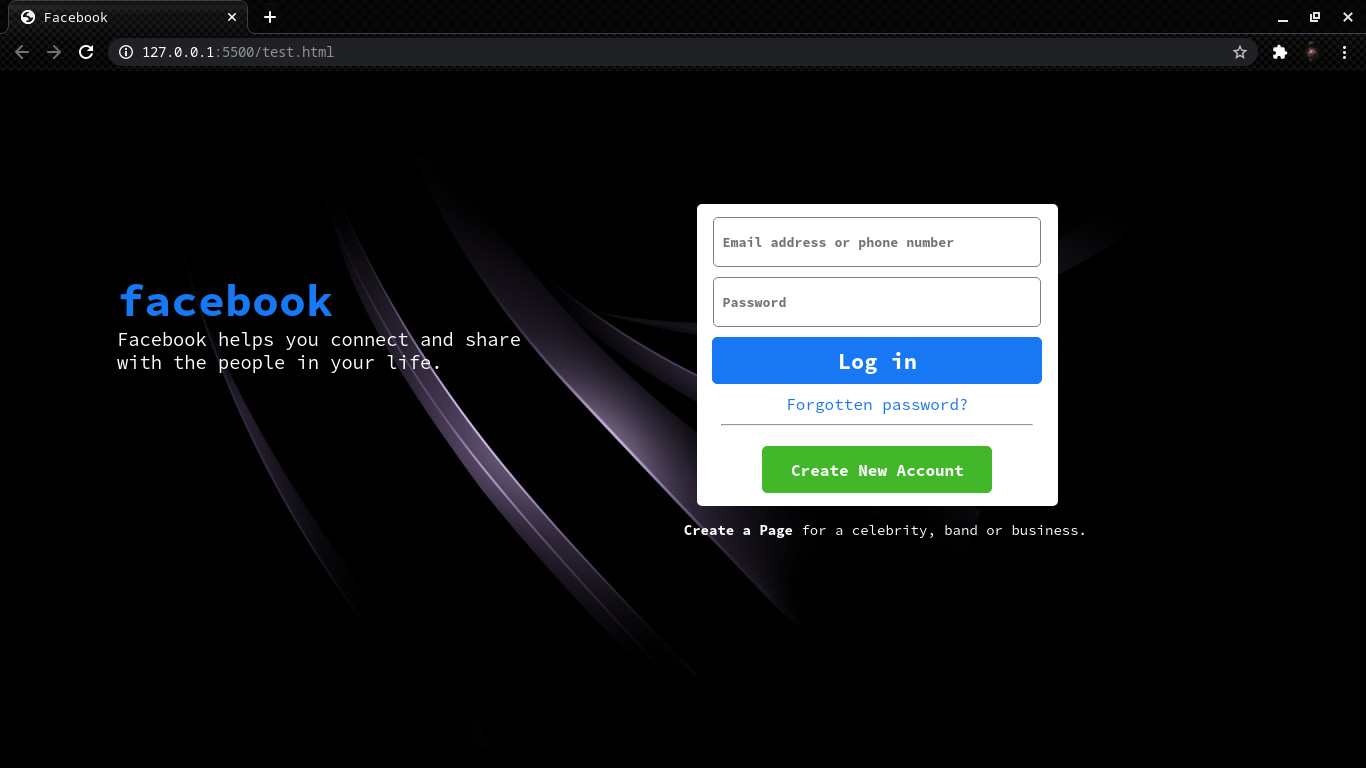 Facebook
127.0.0.1:5500/test.html
facebook
Facebook helps you connect and share
with the people in your life.
Email address or phone number
Password
Log in
Forgotten password?
Create New Account
Create a Page for a celebrity, band or business.